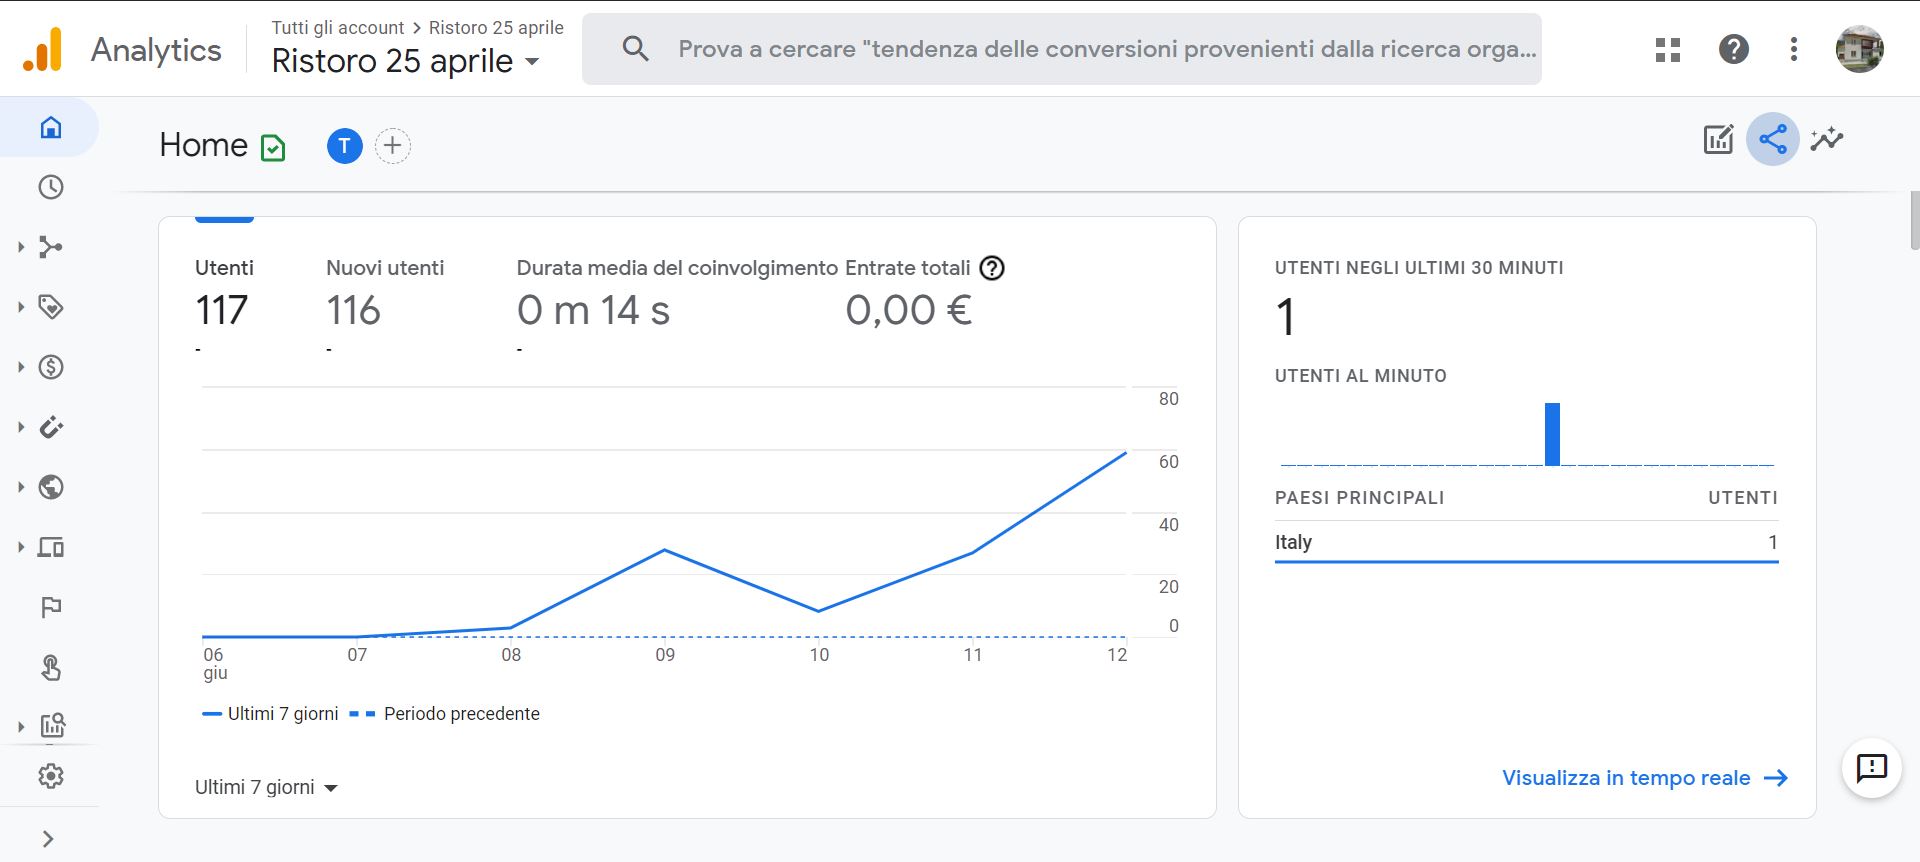 Analytics
Tutti gli account > Ristoro 25 aprile
Ristoro 25 aprile
Prova a cercare "tendenza delle conversioni provenienti dalla ricerca orga...
Home
T
Utenti
117
-
Nuovi utenti
116
-
Durata media del coinvolgimento
0 m 14 s
-
Entrate totali
0,00 €
80
60
40
20
0
06 giu
07
08
09
10
11
12
Ultimi 7 giorni
Periodo precedente
Ultimi 7 giorni
UTENTI NEGLI ULTIMI 30 MINUTI
1
UTENTI AL MINUTO
PAESI PRINCIPALI UTENTI
Italy 1
Visualizza in tempo reale